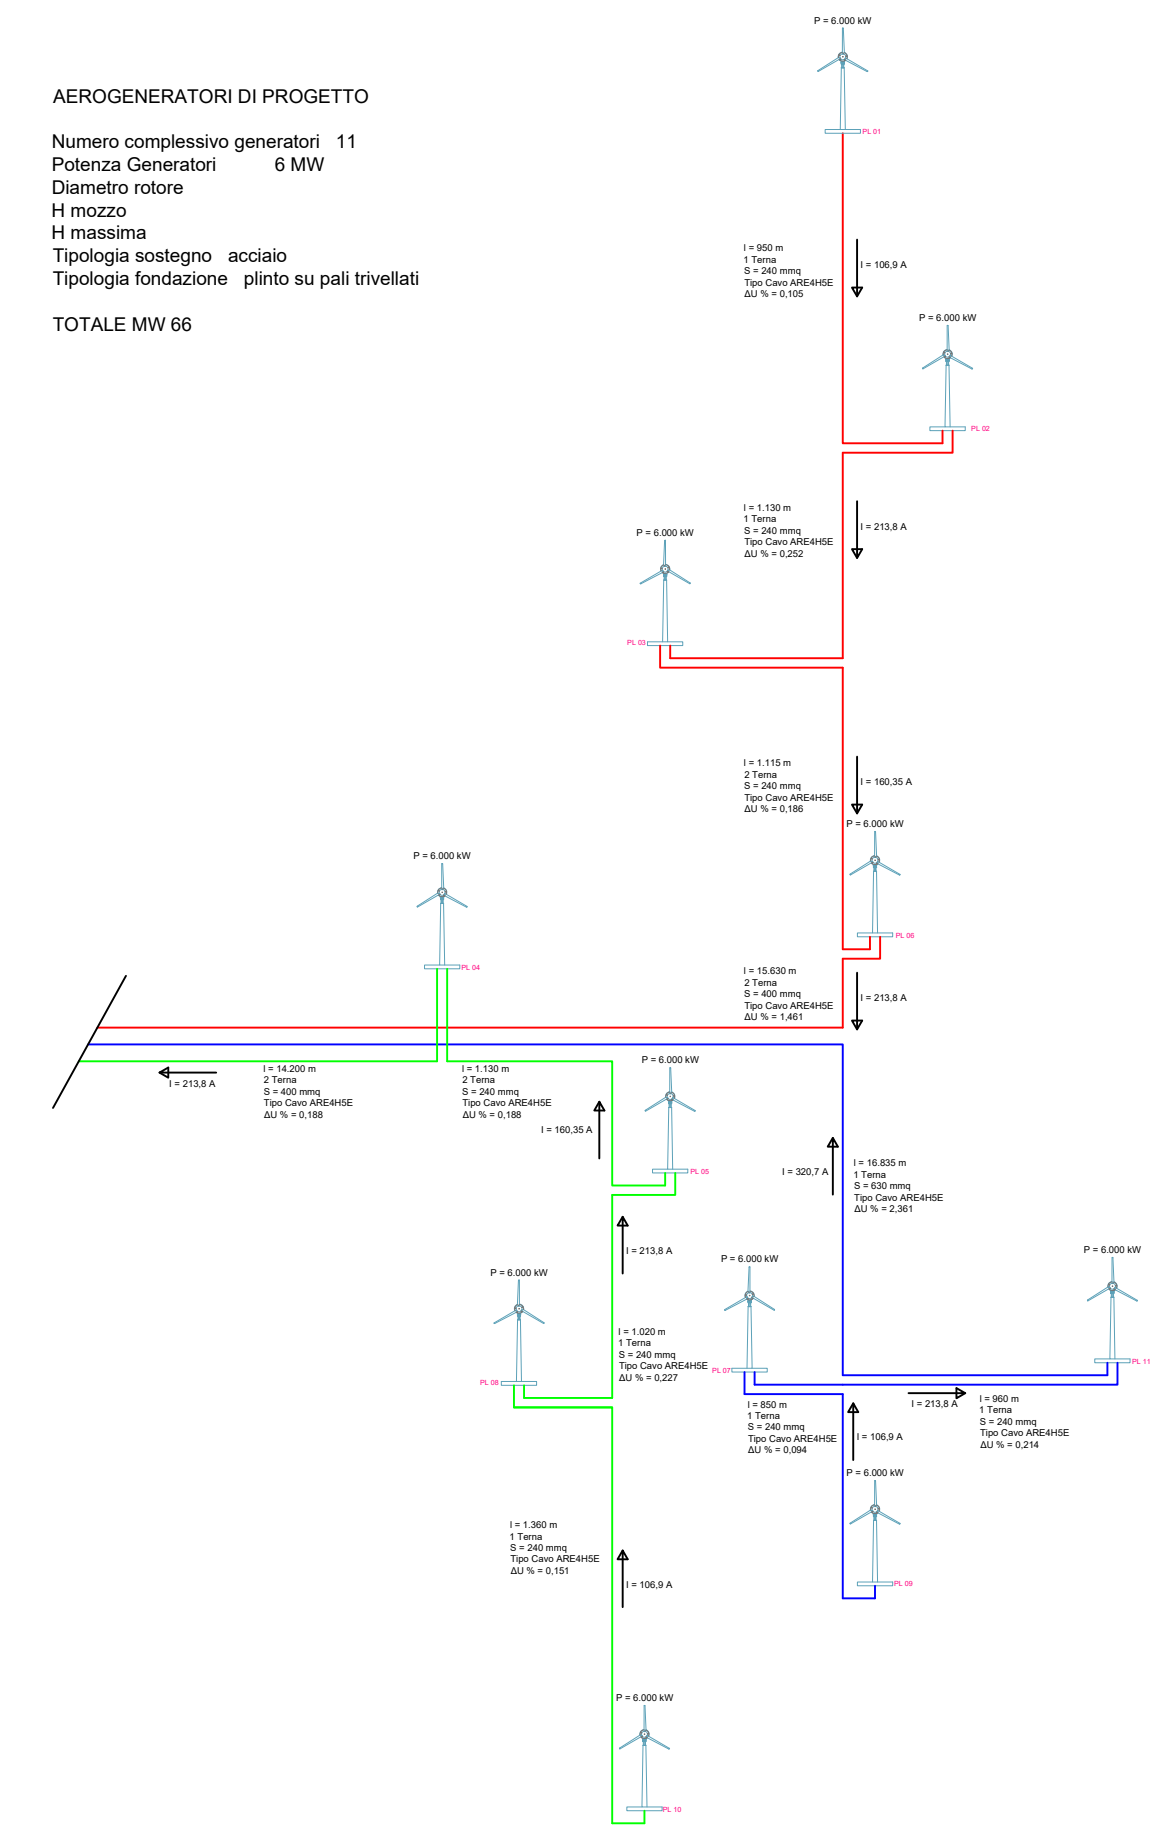 AEROGENERATORI DI PROGETTO
Numero complessivo generatori 11
Potenza Generatori 6 MW
Diametro rotore
H mozzo
H massima
Tipologia sostegno acciaio
Tipologia fondazione plinto su pali trivellati
TOTALE MW 66
P = 6.000 kW
PL 01
l = 950 m
1 Terna
S = 240 mmq
Tipo Cavo ARE4H5E
ΔU % = 0,105
I = 106,9 A
P = 6.000 kW
PL 02
l = 1.130 m
1 Terna
S = 240 mmq
Tipo Cavo ARE4H5E
ΔU % = 0,252
I = 213,8 A
P = 6.000 kW
PL 03
l = 1.115 m
2 Terna
S = 240 mmq
Tipo Cavo ARE4H5E
ΔU % = 0,186
I = 160,35 A
P = 6.000 kW
PL 06
P = 6.000 kW
PL 04
l = 15.630 m
2 Terna
S = 400 mmq
Tipo Cavo ARE4H5E
ΔU % = 1,461
I = 213,8 A
I = 213,8 A
l = 14.200 m
2 Terna
S = 400 mmq
Tipo Cavo ARE4H5E
ΔU % = 0,188
l = 1.130 m
2 Terna
S = 240 mmq
Tipo Cavo ARE4H5E
ΔU % = 0,188
I = 160,35 A
P = 6.000 kW
PL 05
I = 320,7 A
l = 16.835 m
1 Terna
S = 630 mmq
Tipo Cavo ARE4H5E
ΔU % = 2,361
I = 213,8 A
P = 6.000 kW
PL 08
l = 1.020 m
1 Terna
S = 240 mmq
Tipo Cavo ARE4H5E
ΔU % = 0,227
P = 6.000 kW
PL 07
P = 6.000 kW
PL 11
l = 850 m
1 Terna
S = 240 mmq
Tipo Cavo ARE4H5E
ΔU % = 0,094
I = 106,9 A
I = 213,8 A
l = 960 m
1 Terna
S = 240 mmq
Tipo Cavo ARE4H5E
ΔU % = 0,214
P = 6.000 kW
PL 09
l = 1.360 m
1 Terna
S = 240 mmq
Tipo Cavo ARE4H5E
ΔU % = 0,151
I = 106,9 A
P = 6.000 kW
PL 10